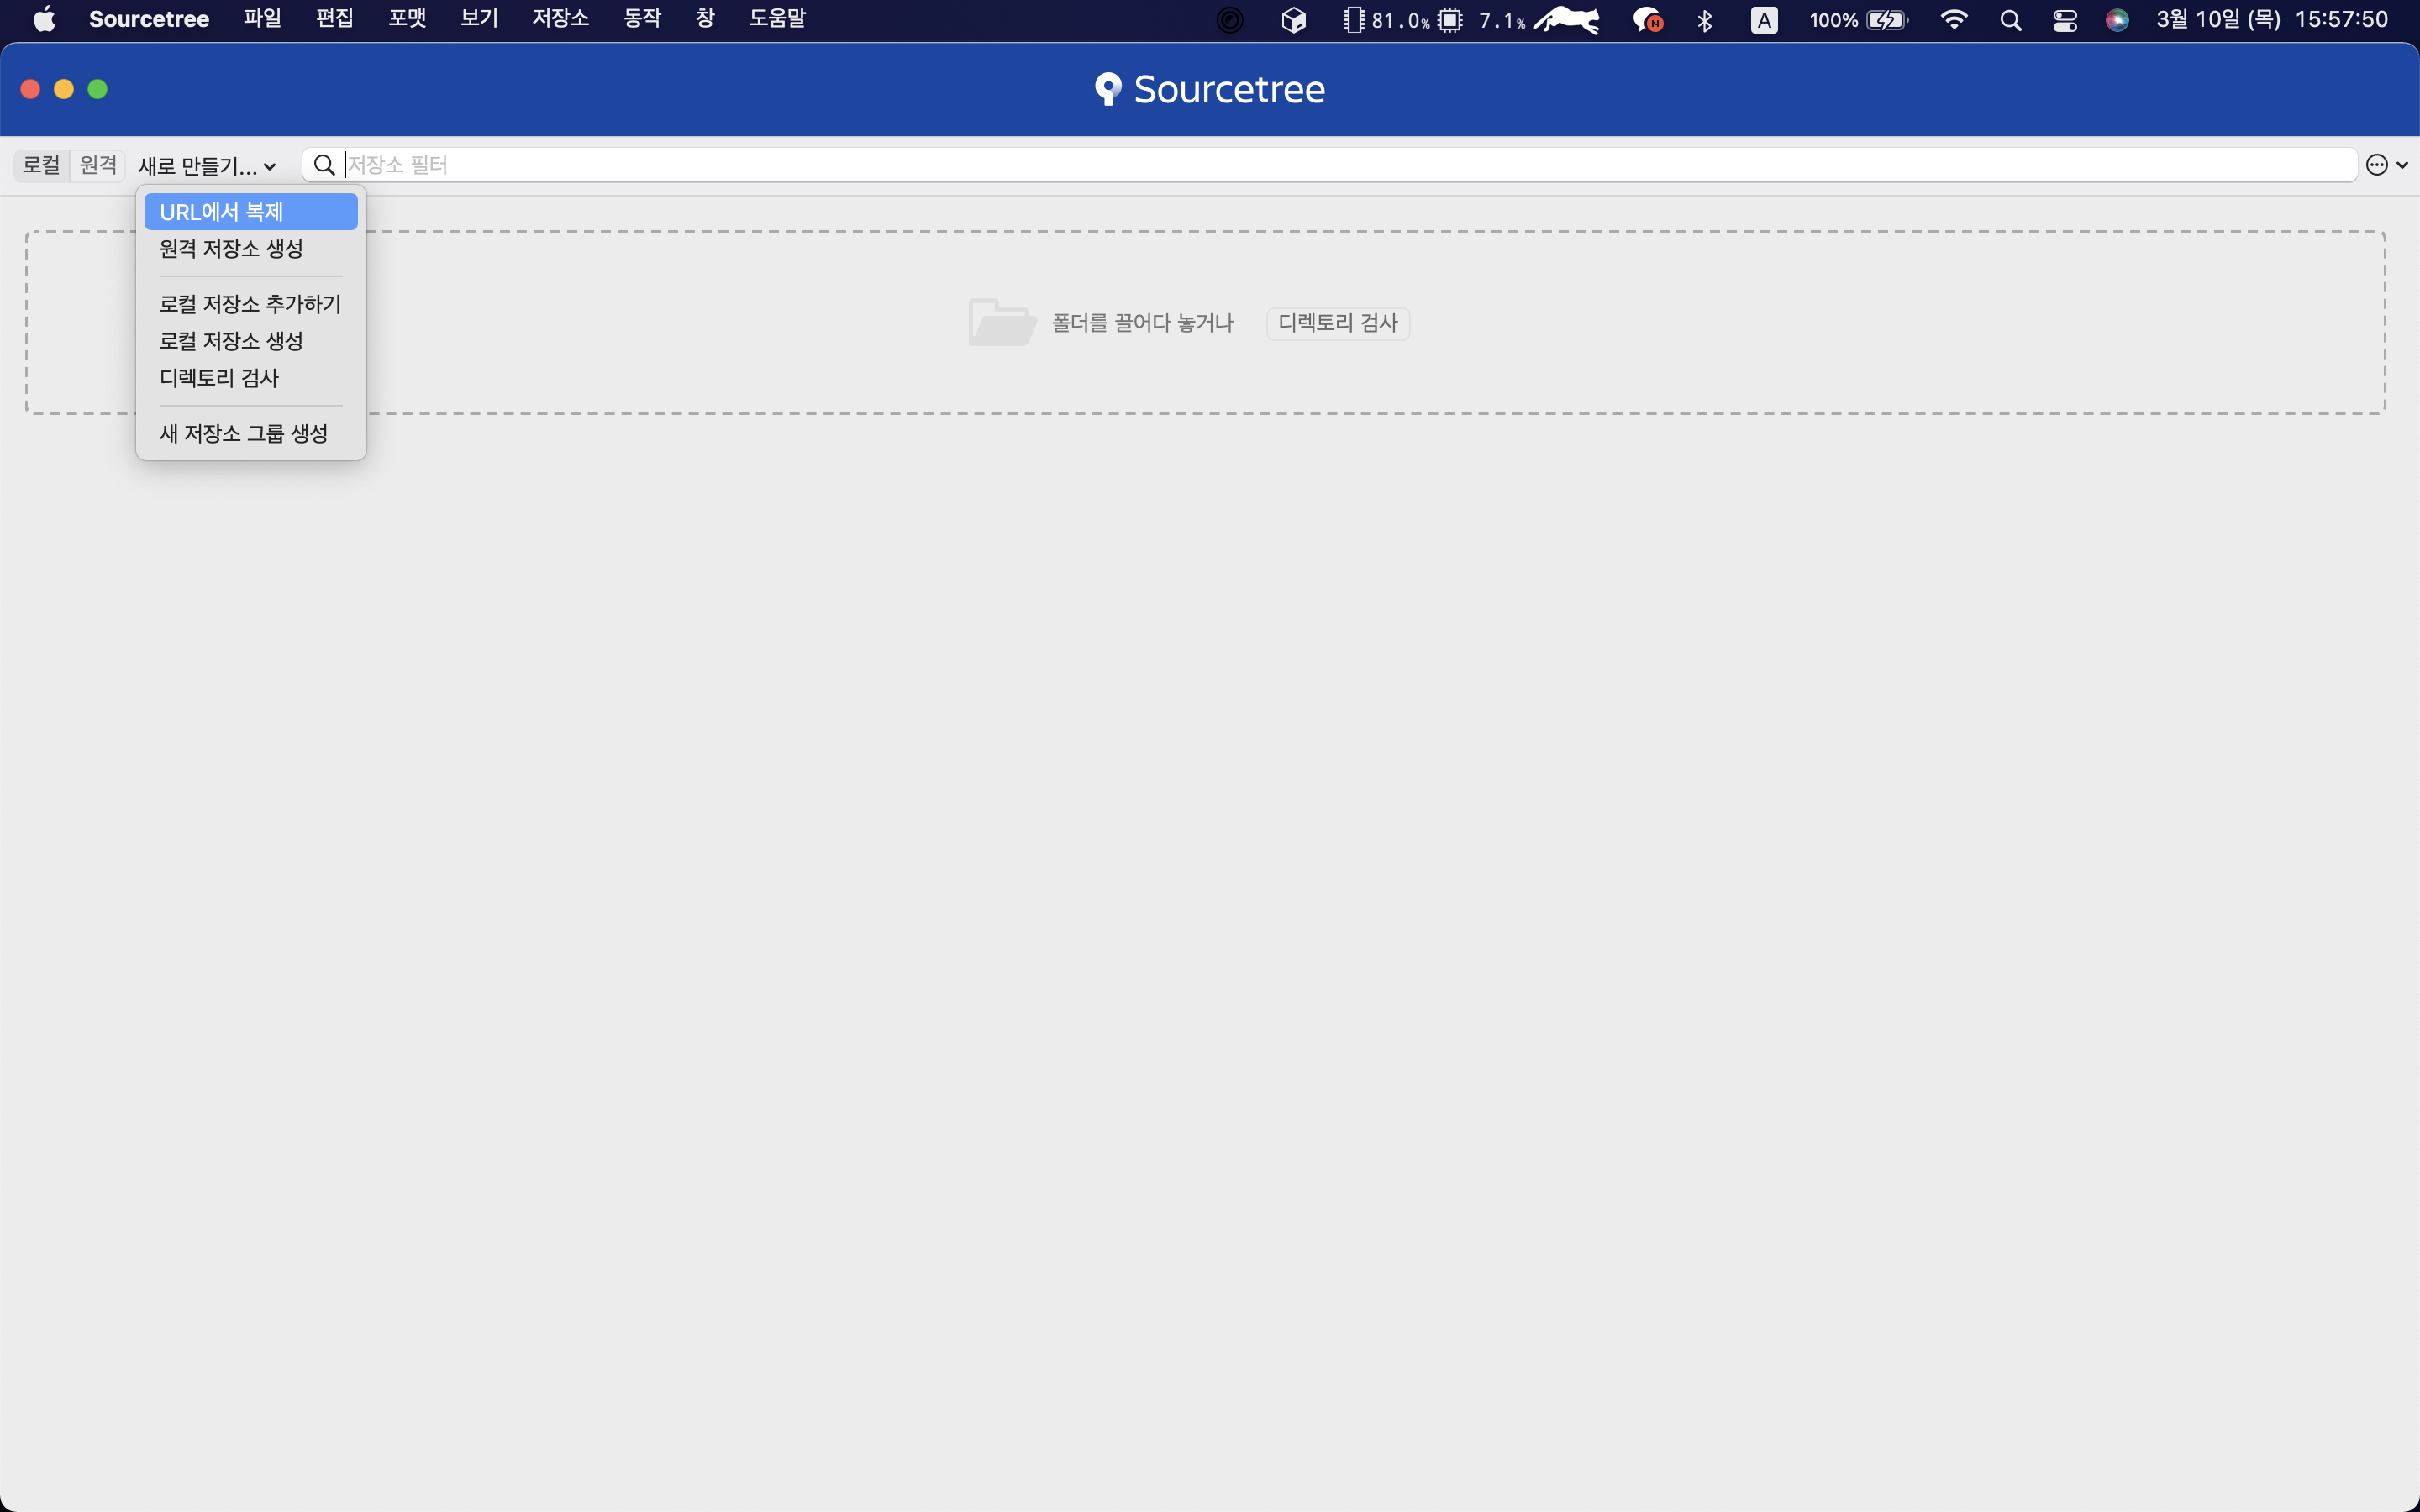 Sourcetree 파일 편집 포맷 보기 저장소 동작 창 도움말 81.0% 7.1% N A 100% 3월 10일 (목) 15:57:50
Sourcetree
로컬 원격 새로 만들기... 저장소 필터
URL에서 복제
원격 저장소 생성
로컬 저장소 추가하기
로컬 저장소 생성
디렉토리 검사
새 저장소 그룹 생성
폴더를 끌어다 놓거나 디렉토리 검사